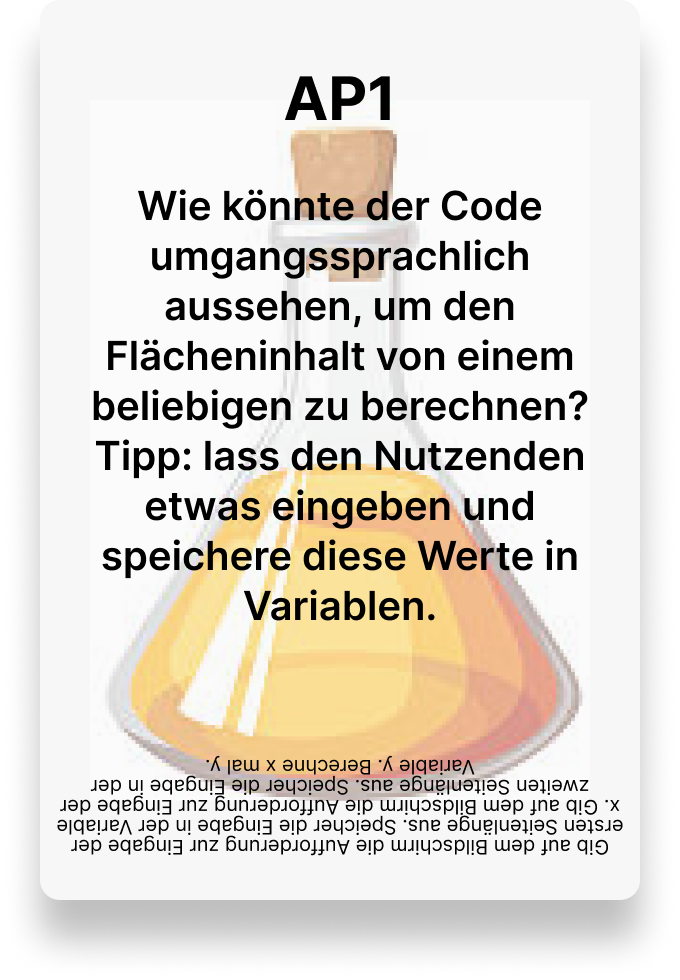 AP1
Wie könnte der Code
umgangssprachlich
aussehen, um den
Flächeninhalt von einem
beliebigen zu berechnen?
Tipp: lass den Nutzenden
etwas eingeben und
speichere diese Werte in
Variablen.
Gib auf dem Bildschirm die Aufforderung zur Eingabe der
ersten Seitenlänge aus. Speicher die Eingabe in der Variable
x. Gib auf dem Bildschirm die Aufforderung zur Eingabe der
zweiten Seitenlänge aus. Speicher die Eingabe in der
Variable y. Berechne x mal y.